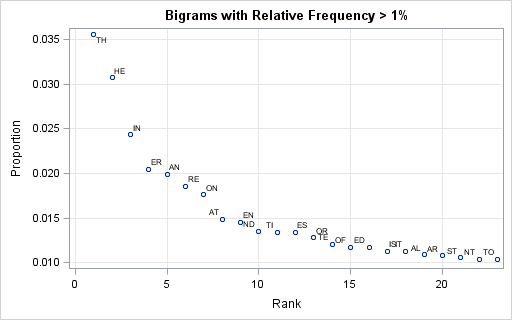 Bigrams with Relative Frequency > 1%
0.035
0.030
0.025
0.020
0.015
0.010
Proportion
TH
HE
IN
ER
AN
RE
ON
AT
EN
ND
TI
ES
OR
TE
OF
ED
IS
IT
AL
AR
ST
NT
TO
0
5
10
15
20
Rank